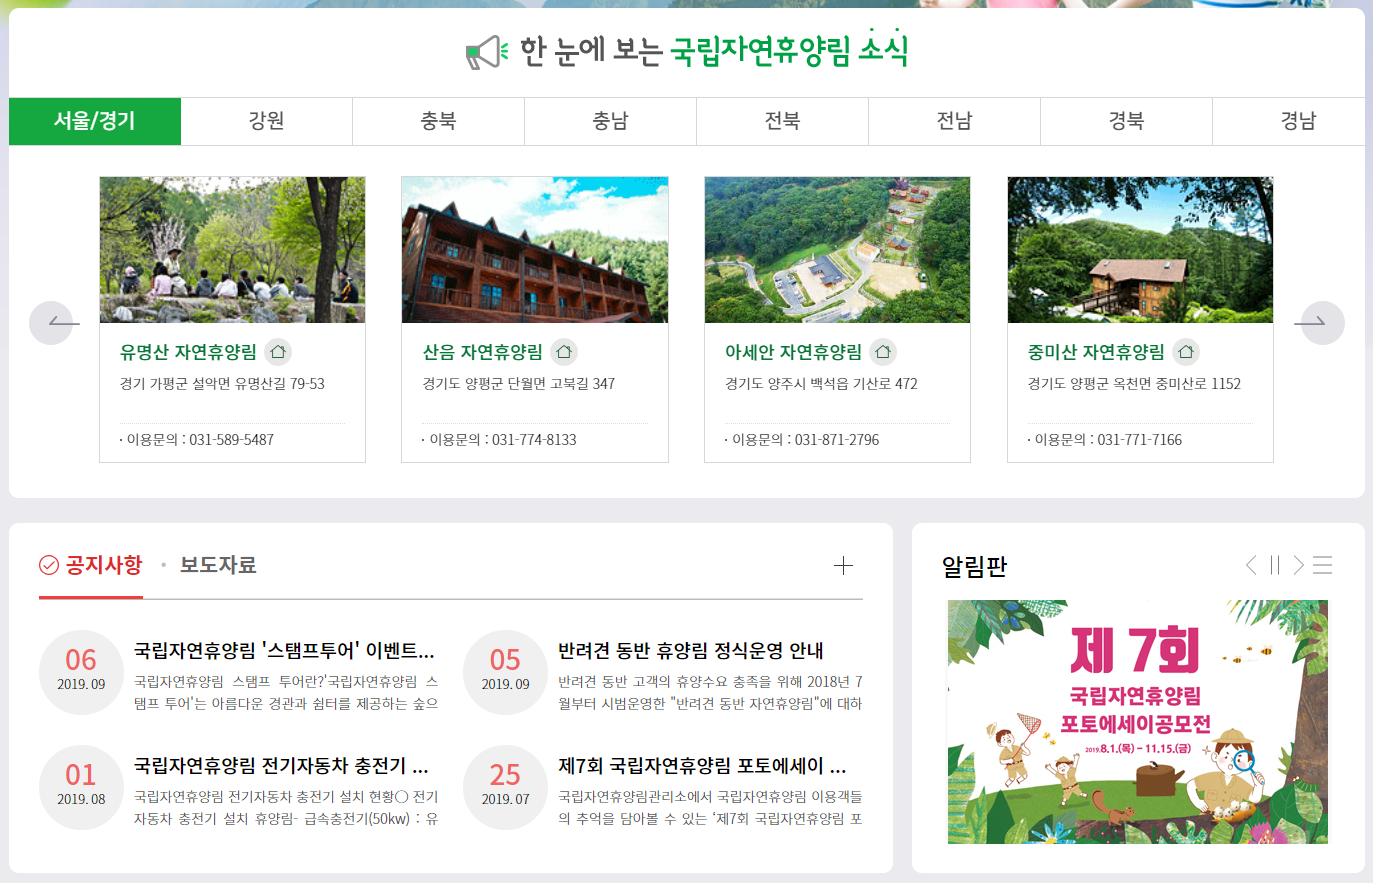 한 눈에 보는 국립자연휴양림 소식
서울/경기
강원
충북
충남
전북
전남
경북
경남
유명산 자연휴양림
경기 가평군 설악면 유명산길 79-53
· 이용문의 : 031-589-5487
산음 자연휴양림
경기도 양평군 단월면 고북길 347
· 이용문의 : 031-774-8133
아세안 자연휴양림
경기도 양주시 백석읍 기산로 472
· 이용문의 : 031-871-2796
중미산 자연휴양림
경기도 양평군 옥천면 중미산로 1152
· 이용문의 : 031-771-7166
공지사항 • 보도자료
06
2019. 09
국립자연휴양림 '스탬프투어' 이벤트...
국립자연휴양림 스탬프 투어란?'국립자연휴양림 스
탬프 투어'는 아름다운 경관과 쉼터를 제공하는 숲으
05
2019. 09
반려견 동반 휴양림 정식운영 안내
반려견 동반 고객의 휴양수요 충족을 위해 2018년 7
월부터 시범운영한 "반려견 동반 자연휴양림"에 대하
01
2019. 08
국립자연휴양림 전기자동차 충전기 ...
국립자연휴양림 전기자동차 충전기 설치 현황○ 전기
자동차 충전기 설치 휴양림- 급속충전기(50kw) : 유
25
2019. 07
제7회 국립자연휴양림 포토에세이 ...
국립자연휴양림관리소에서 국립자연휴양림 이용객들
의 추억을 담아볼 수 있는 '제7회 국립자연휴양림 포
알림판
제 7회
국립자연휴양림
포토에세이공모전
2019.8.1.(목) – 11.15.(금)